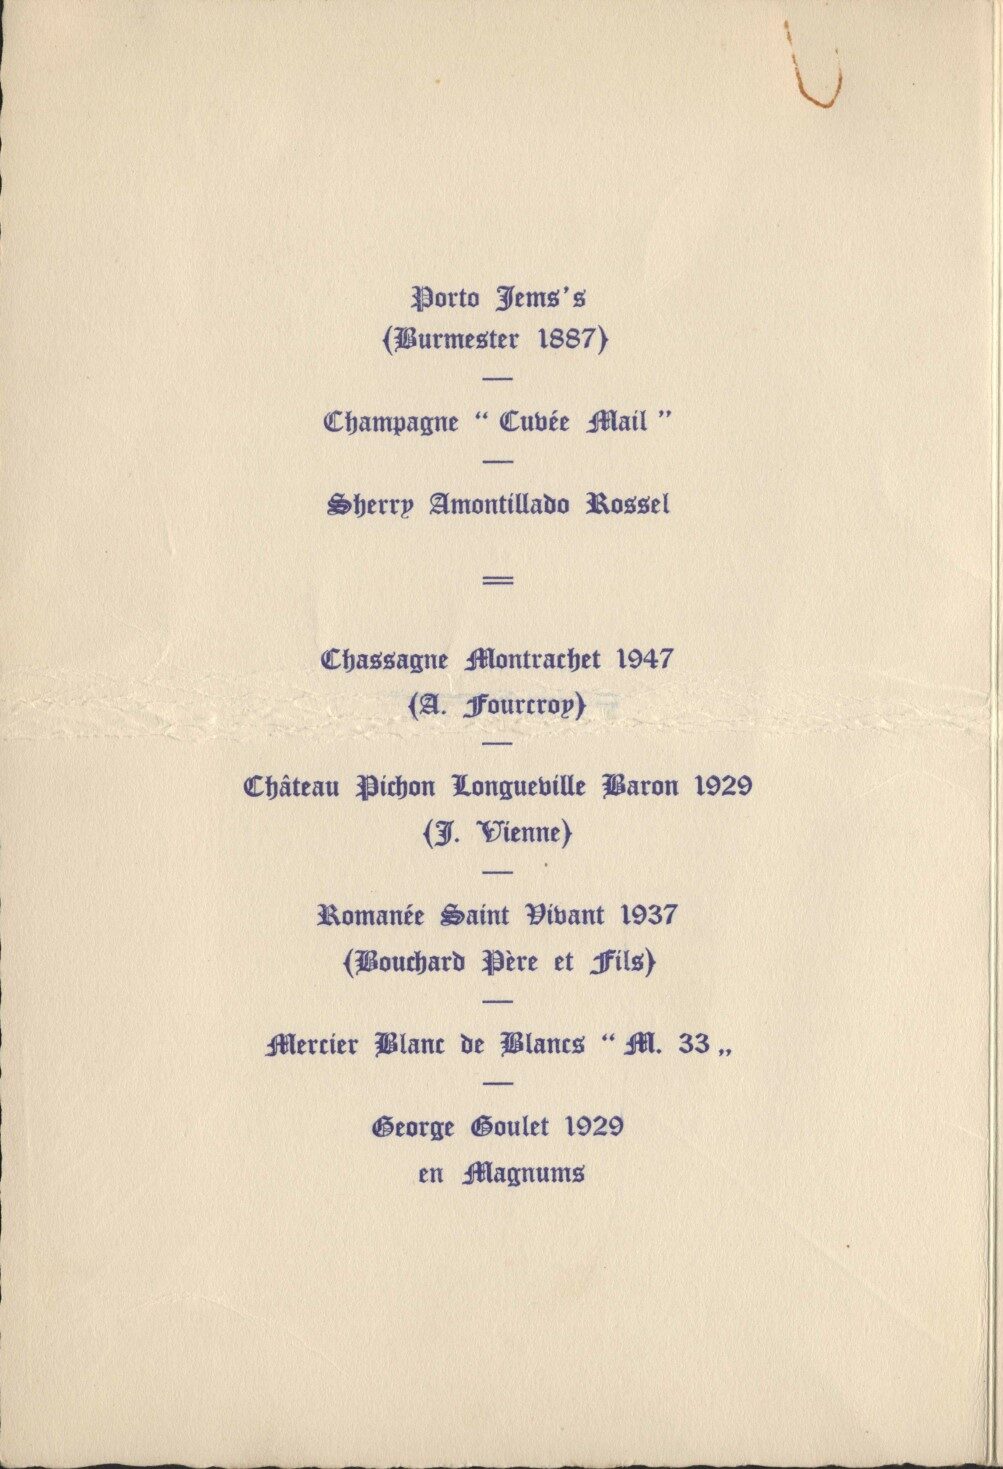 Porto Jems's
(Burmester 1887)
Champagne “ Cuvée Mail ”
Sherry Amontillado Rossel
Chassagne Montrachet 1947
(A. Fourcroy)
Château Pichon Longueville Baron 1929
(J. Vienne)
Romanée Saint Vivant 1937
(Bouchard Père et Fils)
Mercier Blanc de Blancs “ M. 33 „
George Goulet 1929
en Magnums